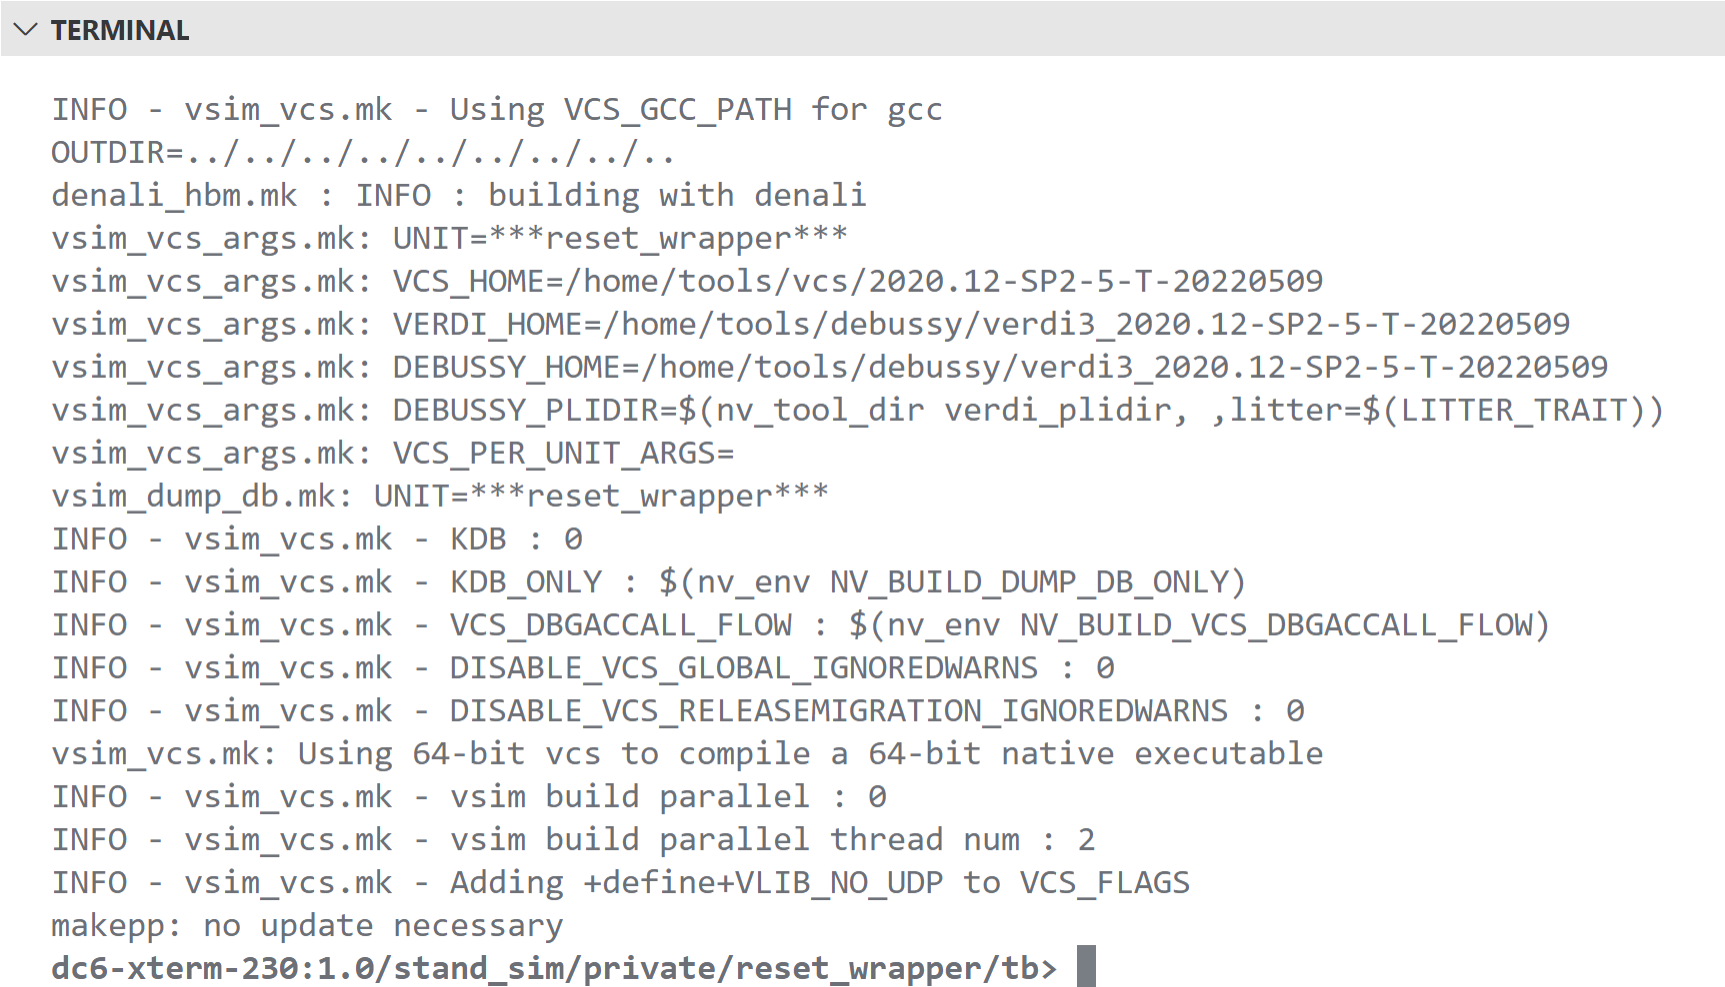 TERMINAL
INFO - vsim_vcs.mk - Using VCS_GCC_PATH for gcc
OUTDIR=../../../../../../../../..
denali_hbm.mk : INFO : building with denali
vsim_vcs_args.mk: UNIT=***reset_wrapper***
vsim_vcs_args.mk: VCS_HOME=/home/tools/vcs/2020.12-SP2-5-T-20220509
vsim_vcs_args.mk: VERDI_HOME=/home/tools/debussy/verdi3_2020.12-SP2-5-T-20220509
vsim_vcs_args.mk: DEBUSSY_HOME=/home/tools/debussy/verdi3_2020.12-SP2-5-T-20220509
vsim_vcs_args.mk: DEBUSSY_PLIDIR=$(nv_tool_dir verdi_plidir, ,litter=$(LITTER_TRAIT))
vsim_vcs_args.mk: VCS_PER_UNIT_ARGS=
vsim_dump_db.mk: UNIT=***reset_wrapper***
INFO - vsim_vcs.mk - KDB : 0
INFO - vsim_vcs.mk - KDB_ONLY : $(nv_env NV_BUILD_DUMP_DB_ONLY)
INFO - vsim_vcs.mk - VCS_DBGACCALL_FLOW : $(nv_env NV_BUILD_VCS_DBGACCALL_FLOW)
INFO - vsim_vcs.mk - DISABLE_VCS_GLOBAL_IGNOREDWARNS : 0
INFO - vsim_vcs.mk - DISABLE_VCS_RELEASEMIGRATION_IGNOREDWARNS : 0
vsim_vcs.mk: Using 64-bit vcs to compile a 64-bit native executable
INFO - vsim_vcs.mk - vsim build parallel : 0
INFO - vsim_vcs.mk - vsim build parallel thread num : 2
INFO - vsim_vcs.mk - Adding +define+VLIB_NO_UDP to VCS_FLAGS
makepp: no update necessary
dc6-xterm-230:1.0/stand_sim/private/reset_wrapper/tb>